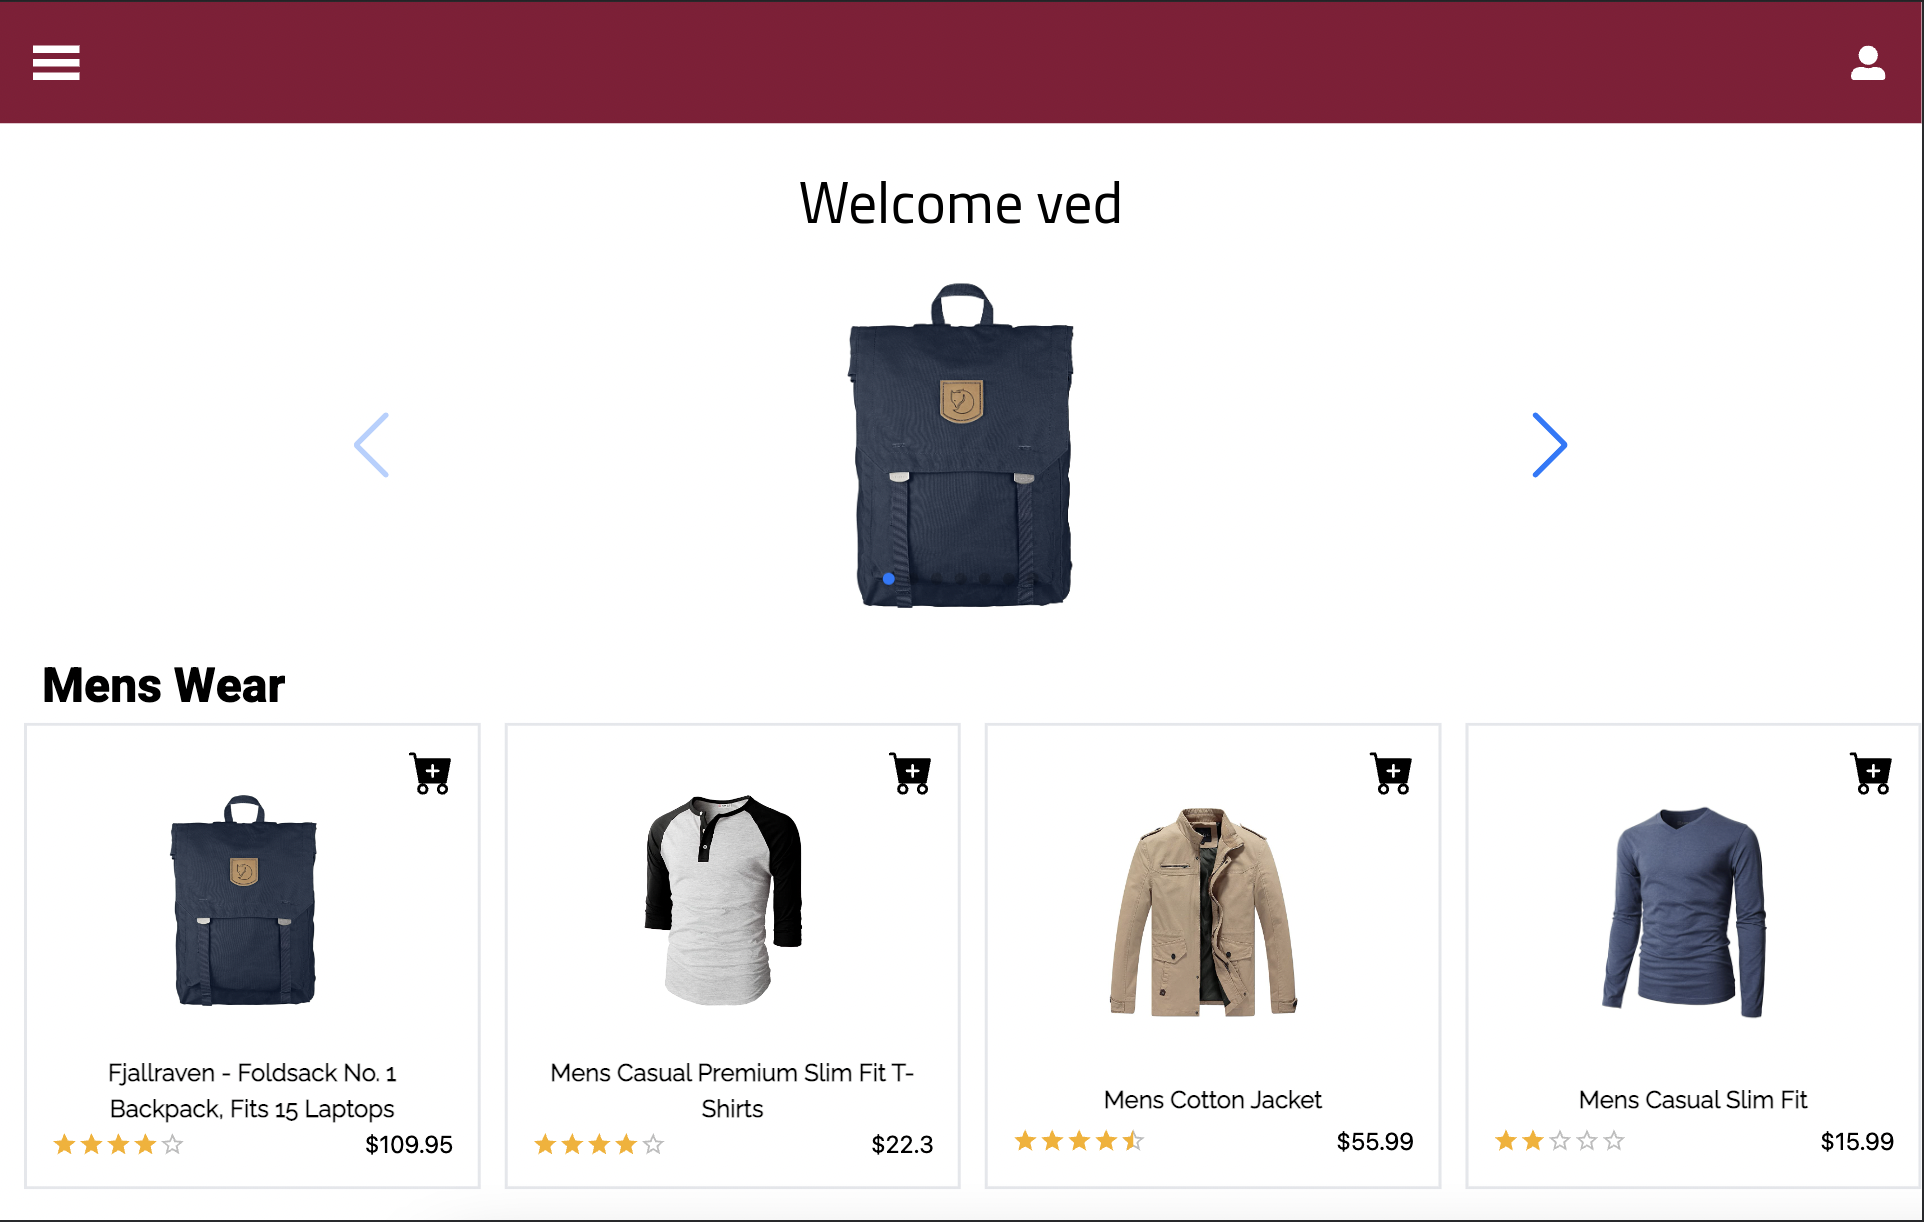 Welcome ved
Mens Wear
Fjallraven - Foldsack No. 1
Backpack, Fits 15 Laptops
$109.95
Mens Casual Premium Slim Fit T-
Shirts
$22.3
Mens Cotton Jacket
$55.99
Mens Casual Slim Fit
$15.99